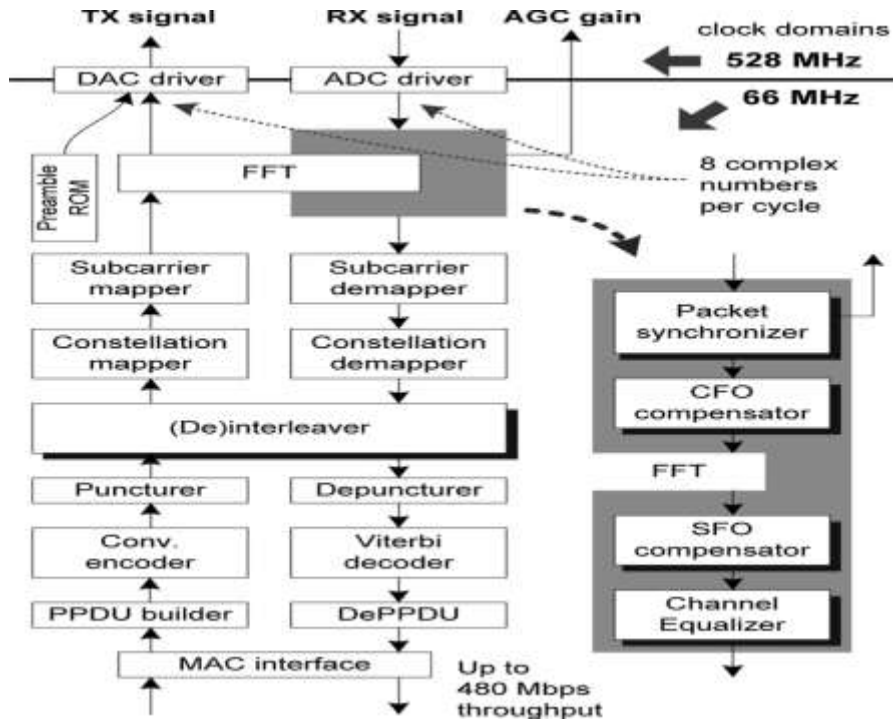 TX signal
RX signal
AGC gain
clock domains
528 MHz
66 MHz
DAC driver
ADC driver
Preamble
ROM
FFT
8 complex
numbers
per cycle
Subcarrier
mapper
Subcarrier
demapper
Constellation
mapper
Constellation
demapper
(De)interleaver
Puncturer
Depuncturer
Conv.
encoder
Viterbi
decoder
PPDU builder
DePPDU
MAC interface
Up to
480 Mbps
throughput
Packet
synchronizer
CFO
compensator
FFT
SFO
compensator
Channel
Equalizer